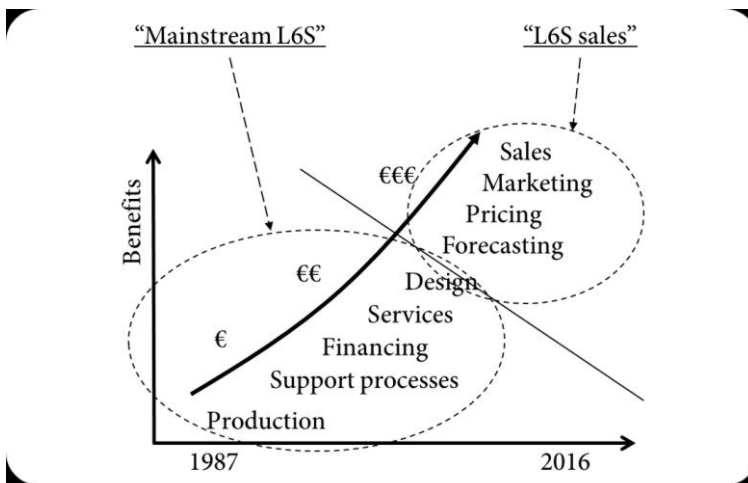 “Mainstream L6S”
“L6S sales”
Benefits
€€€
€€
€
Sales
Marketing
Pricing
Forecasting
Design
Services
Financing
Support processes
Production
1987
2016